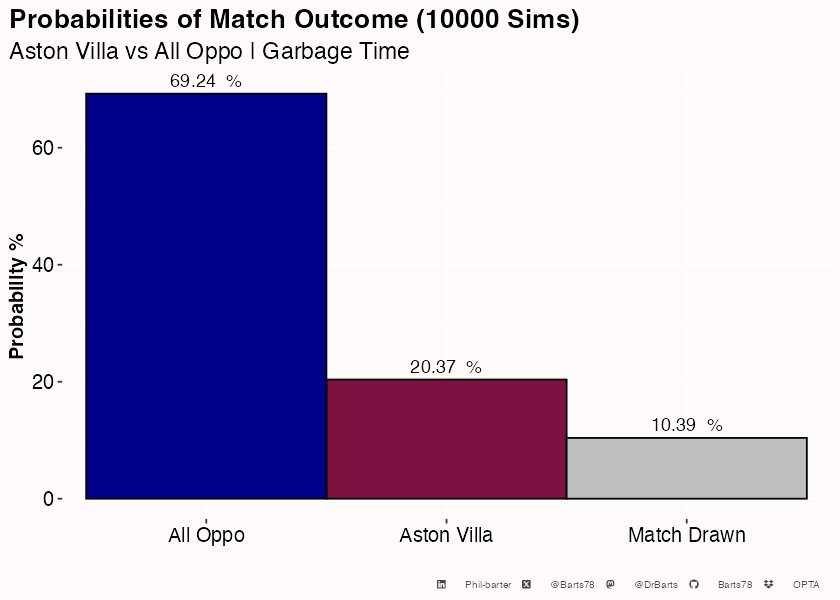 Probabilities of Match Outcome (10000 Sims)
Aston Villa vs All Oppo | Garbage Time
69.24 %
60
Probability %
40
20.37 %
20
10.39 %
0
All Oppo Aston Villa Match Drawn
Phil-barter @Barts78 @DrBarts Barts78 OPTA